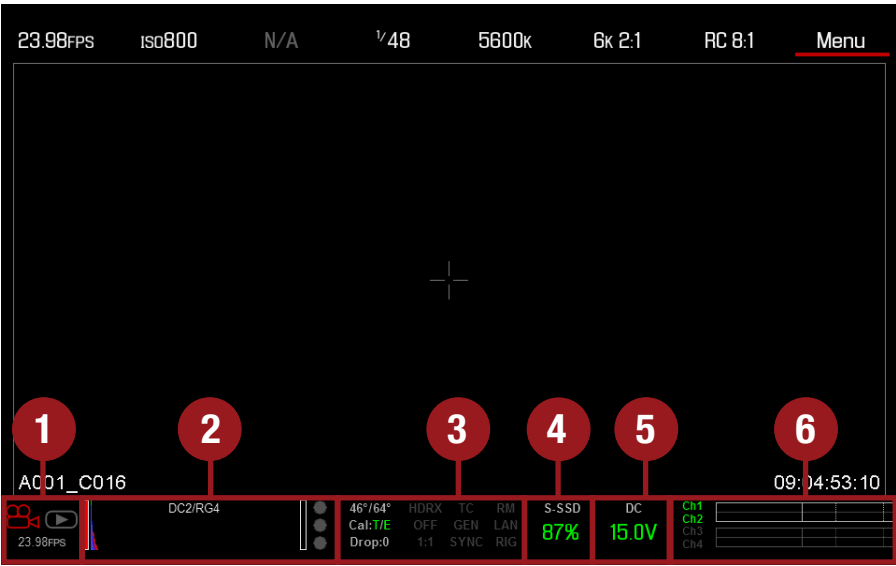 23.98FPS ISO800 N/A 1/48 5600K 6K 2:1 RC 8:1 Menu
1 2 3 4 5 6
A001_C016 09:04:53:10
23.98FPS
DC2/RG4
46°/64° HDRX TC RM
Cal:T/E OFF GEN LAN
Drop:0 1:1 SYNC RIG
S-SSD
87%
DC
15.0V
Ch1
Ch2
Ch3
Ch4